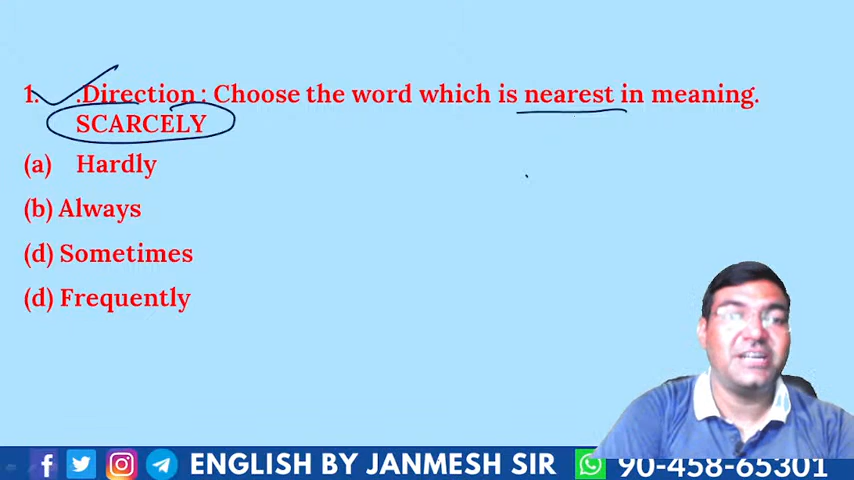 1. .Direction : Choose the word which is nearest in meaning.
SCARCELY
(a) Hardly
(b) Always
(d) Sometimes
(d) Frequently
ENGLISH BY JANMESH SIR 90-458-65301